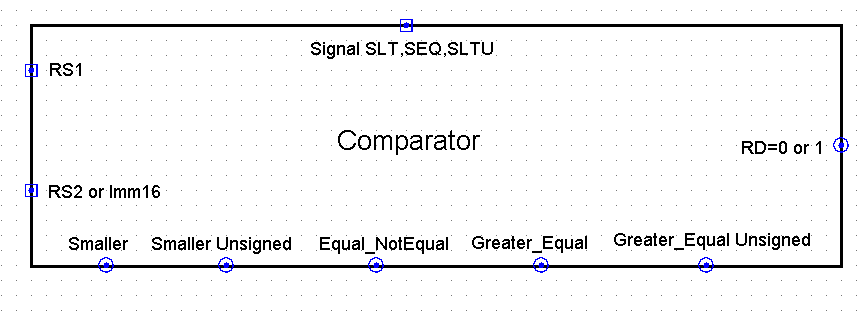 Signal SLT,SEQ,SLTU
RS1
Comparator
RD=0 or 1
RS2 or Imm16
Smaller
Smaller Unsigned
Equal_NotEqual
Greater_Equal
Greater_Equal Unsigned